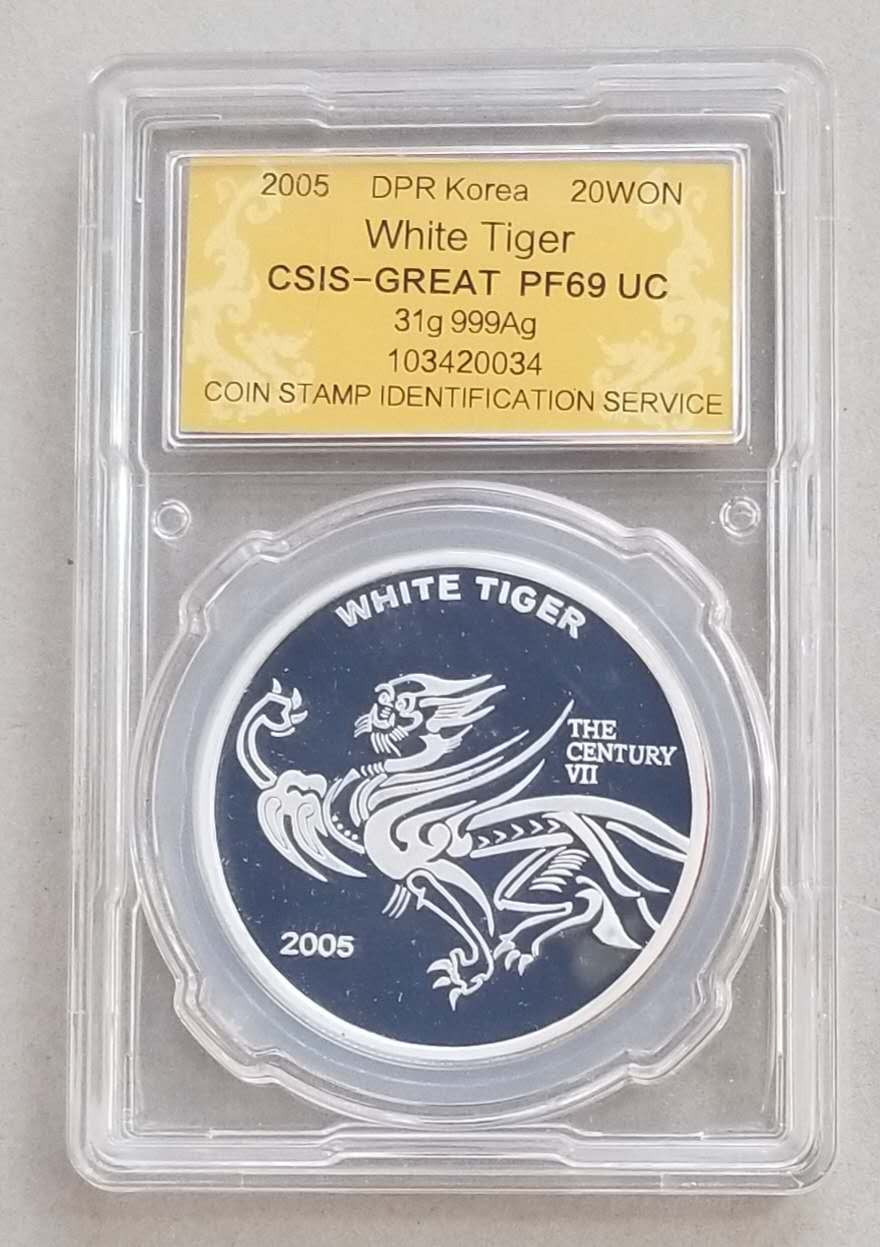 2005 DPR Korea 20WON
White Tiger
CSIS-GREAT PF69 UC
31g 999Ag
103420034
COIN STAMP IDENTIFICATION SERVICE
WHITE TIGER
THE
CENTURY
VII
2005